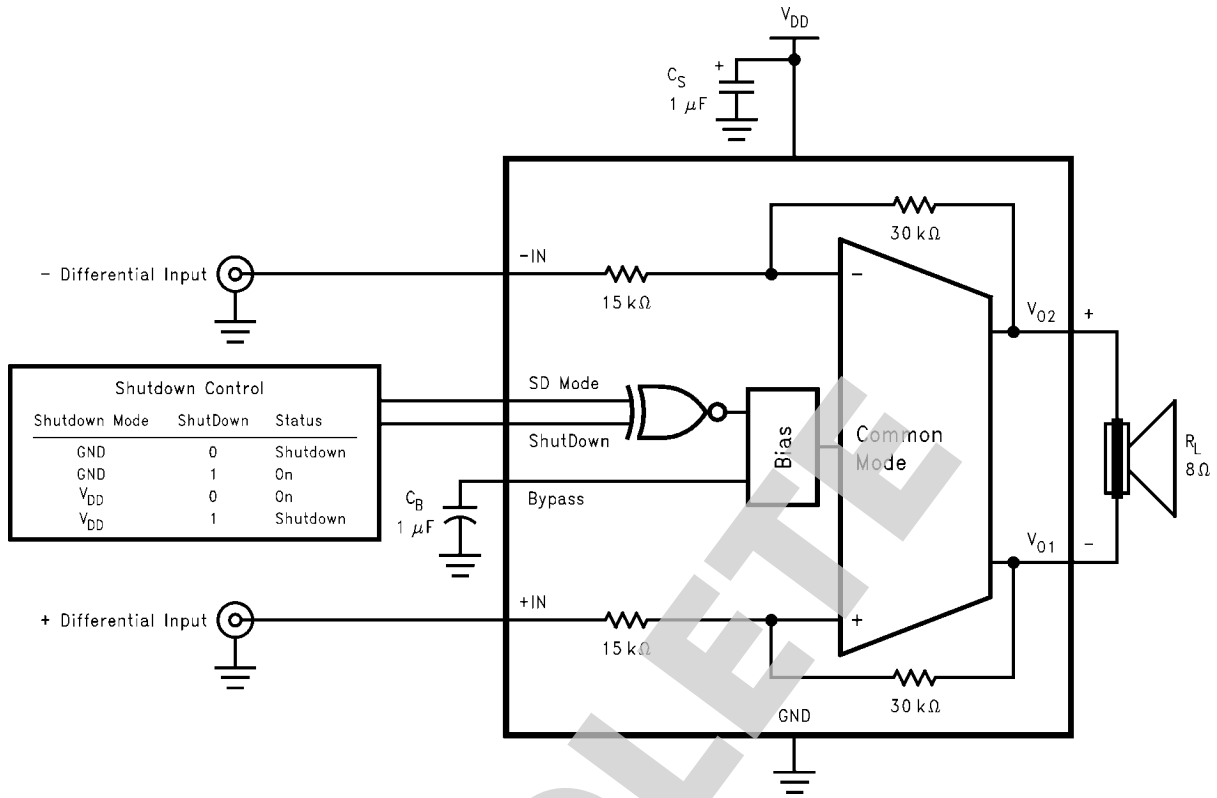 V_DD
+
C_S
1 μF
30 kΩ
-IN
− Differential Input
15 kΩ
−
V_O2
+
Shutdown Control
Shutdown Mode ShutDown Status
GND 0 Shutdown
GND 1 On
V_DD 0 On
V_DD 1 Shutdown
SD Mode
ShutDown
Bias
Common
Mode
R_L
8Ω
C_B
1 μF
Bypass
V_O1
−
+IN
+ Differential Input
15 kΩ
+
30 kΩ
GND
OLETE